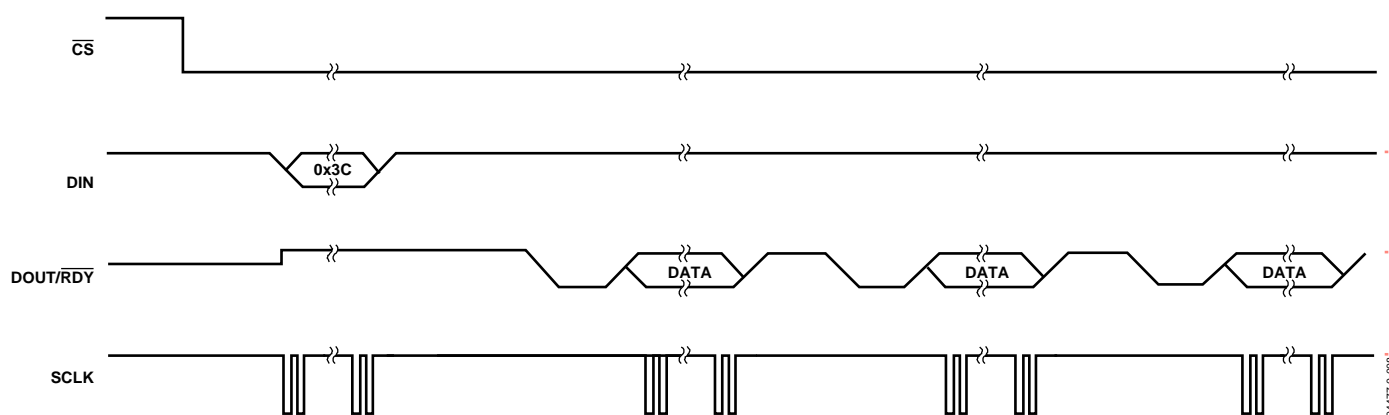 CS
DIN
0x3C
DOUT/RDY
DATA
DATA
DATA
SCLK